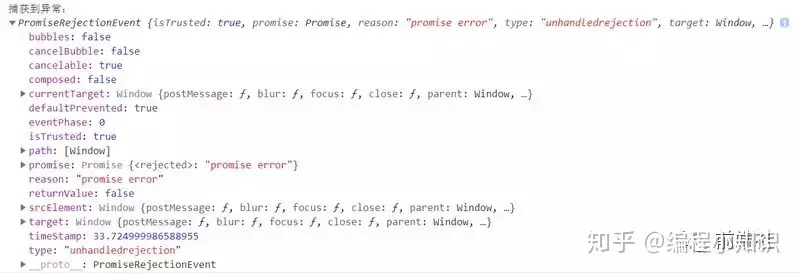 捕获到异常：
▼PromiseRejectionEvent {isTrusted: true, promise: Promise, reason: "promise error", type: "unhandledrejection", target: Window, …}
bubbles: false
cancelBubble: false
cancelable: true
composed: false
▶currentTarget: Window {postMessage: ƒ, blur: ƒ, focus: ƒ, close: ƒ, parent: Window, …}
defaultPrevented: true
eventPhase: 0
isTrusted: true
▶path: [Window]
▶promise: Promise {<rejected>: "promise error"}
reason: "promise error"
returnValue: false
▶srcElement: Window {postMessage: ƒ, blur: ƒ, focus: ƒ, close: ƒ, parent: Window, …}
▶target: Window {postMessage: ƒ, blur: ƒ, focus: ƒ, close: ƒ, parent: Window, …}
timeStamp: 33.724999986588955
type: "unhandledrejection"
▶__proto__: PromiseRejectionEvent
知乎 @编程小知识